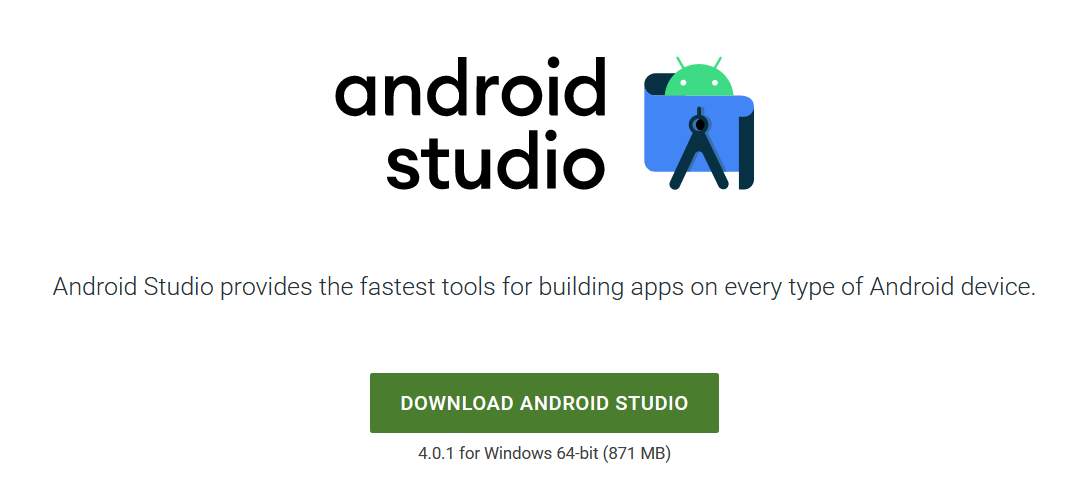 android
studio
Android Studio provides the fastest tools for building apps on every type of Android device.
DOWNLOAD ANDROID STUDIO
4.0.1 for Windows 64-bit (871 MB)